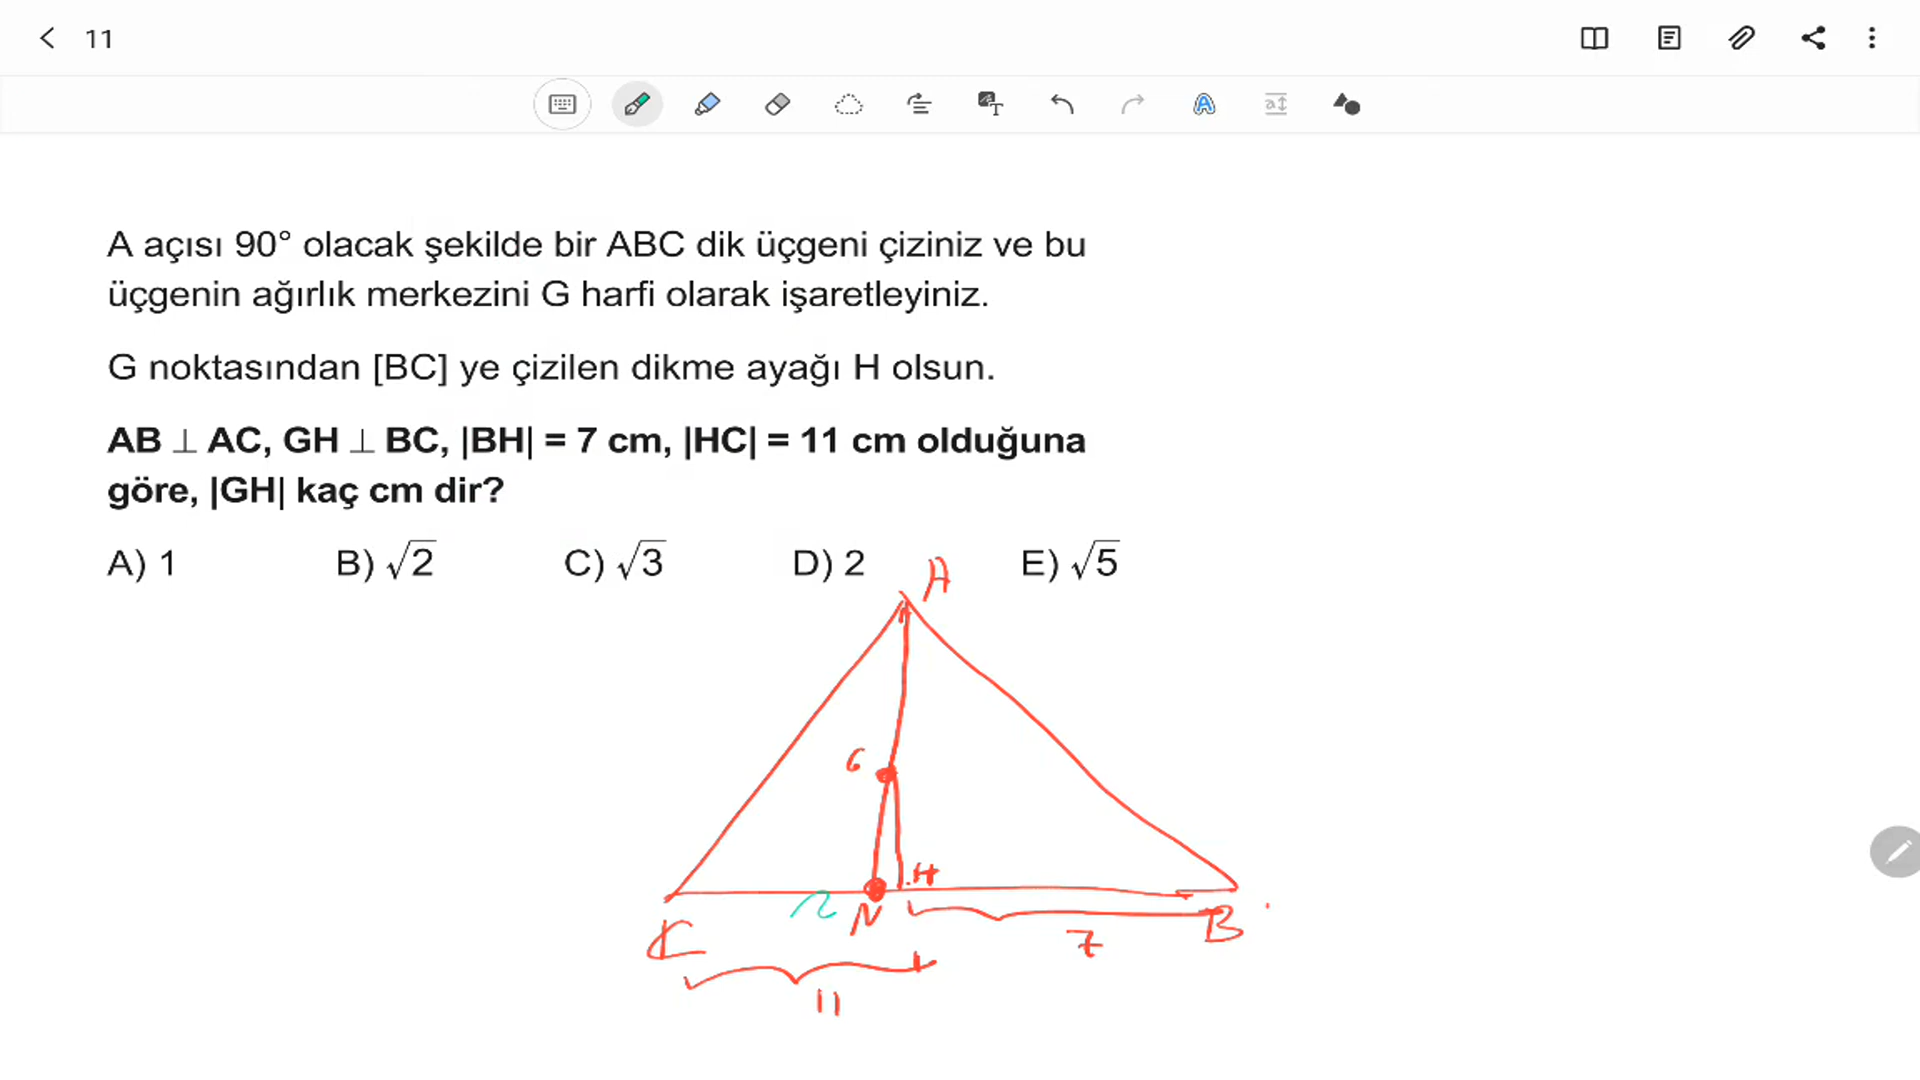 11
A açısı 90° olacak şekilde bir ABC dik üçgeni çiziniz ve bu
üçgenin ağırlık merkezini G harfi olarak işaretleyiniz.
G noktasından [BC] ye çizilen dikme ayağı H olsun.
AB ⊥ AC, GH ⊥ BC, |BH| = 7 cm, |HC| = 11 cm olduğuna
göre, |GH| kaç cm dir?
A) 1 B) √2 C) √3 D) 2 E) √5
A
G
H
N
C B
7
11